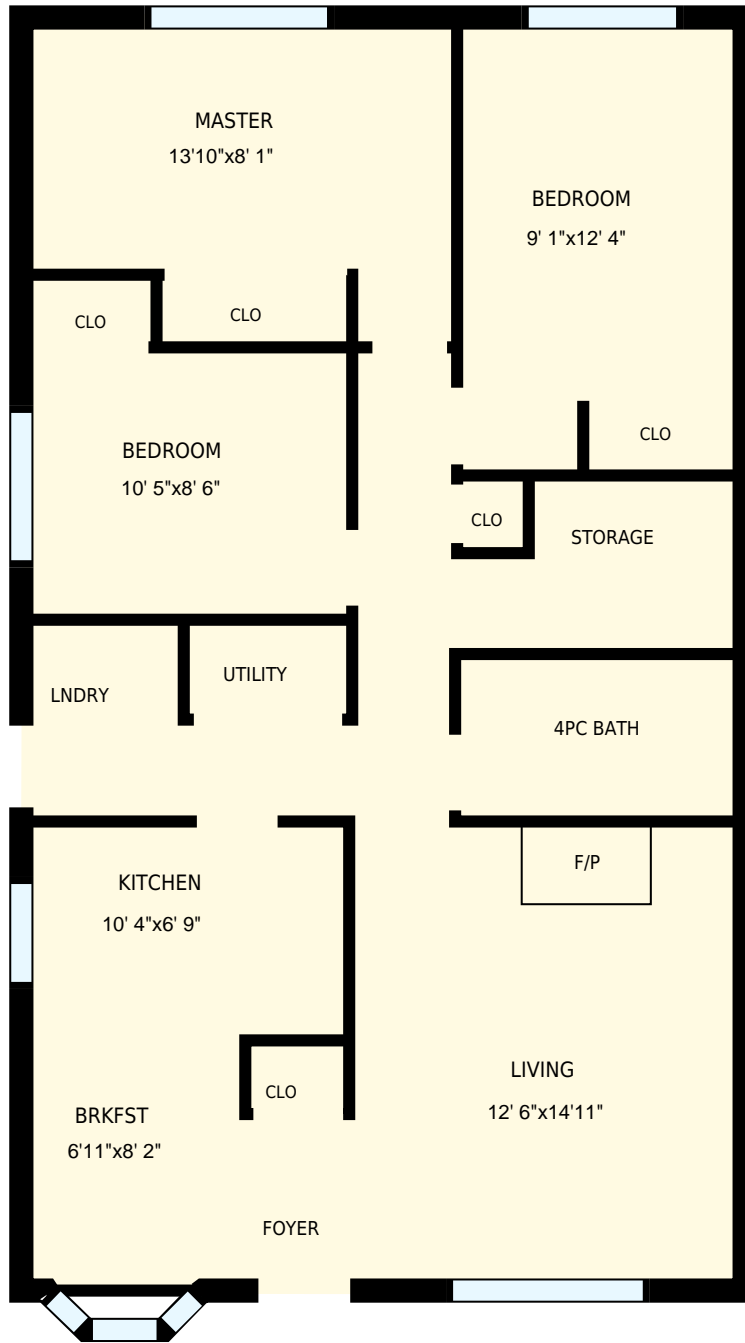 MASTER
13'10"x8' 1"
BEDROOM
9' 1"x12' 4"
CLO
CLO
BEDROOM
10' 5"x8' 6"
CLO
CLO
STORAGE
UTILITY
LNDRY
4PC BATH
F/P
KITCHEN
10' 4"x6' 9"
LIVING
12' 6"x14'11"
CLO
BRKFST
6'11"x8' 2"
FOYER